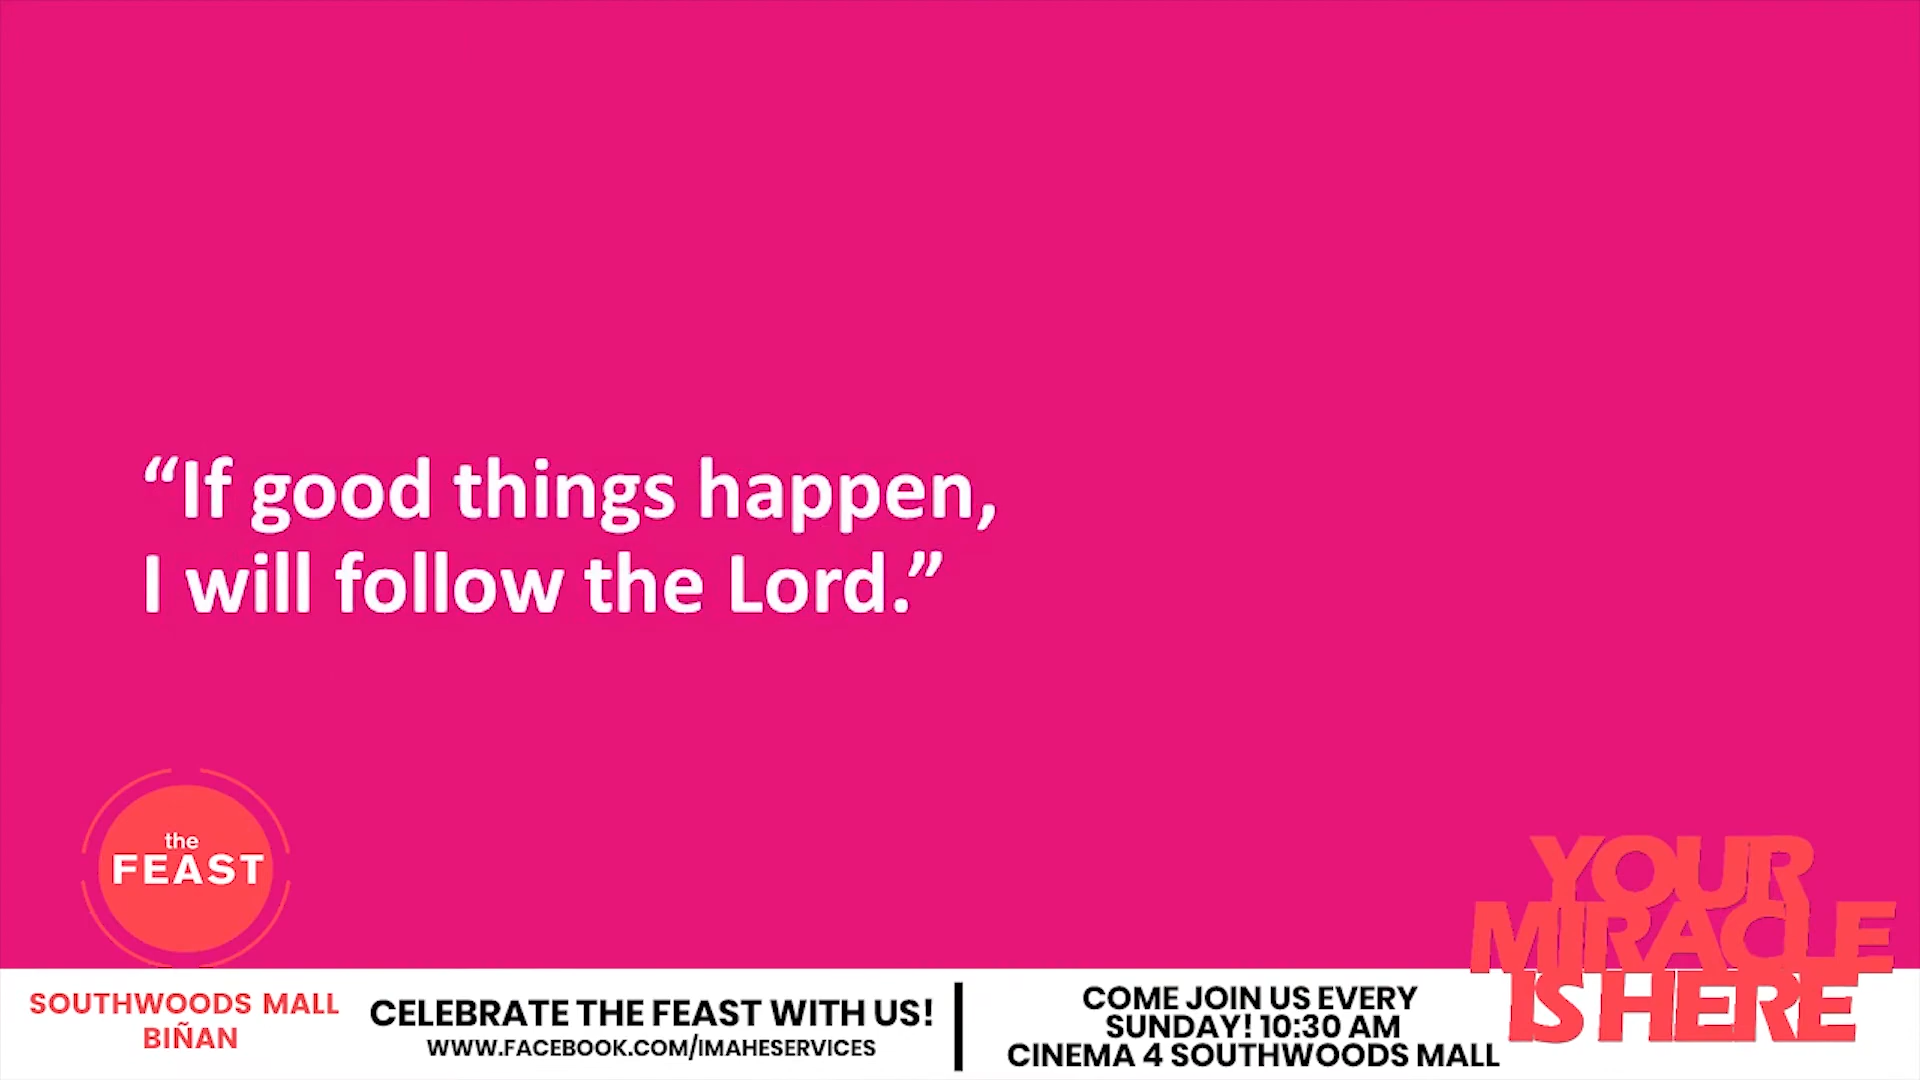 “If good things happen,
I will follow the Lord.”
the
FEAST
YOUR
MIRACLE
IS HERE
SOUTHWOODS MALL
BIÑAN
CELEBRATE THE FEAST WITH US!
WWW.FACEBOOK.COM/IMAHESERVICES
COME JOIN US EVERY
SUNDAY! 10:30 AM
CINEMA 4 SOUTHWOODS MALL